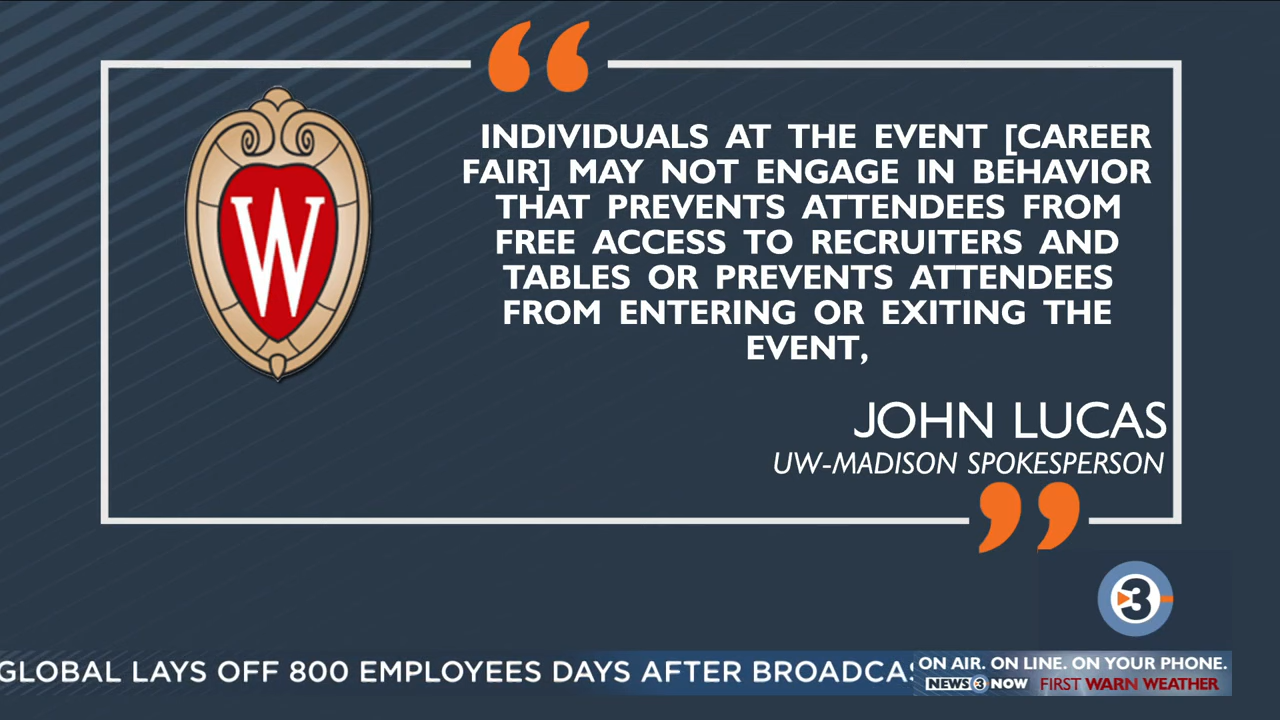 W
INDIVIDUALS AT THE EVENT [CAREER
FAIR] MAY NOT ENGAGE IN BEHAVIOR
THAT PREVENTS ATTENDEES FROM
FREE ACCESS TO RECRUITERS AND
TABLES OR PREVENTS ATTENDEES
FROM ENTERING OR EXITING THE
EVENT,
JOHN LUCAS
UW-MADISON SPOKESPERSON
3
GLOBAL LAYS OFF 800 EMPLOYEES DAYS AFTER
ON AIR. ON LINE. ON YOUR PHONE.
NEWS 3 NOW FIRST WARN WEATHER